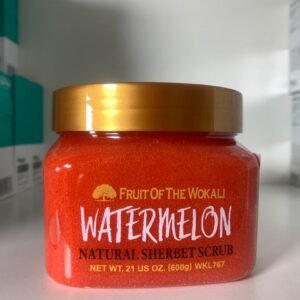 FRUIT OF THE WOKALI
WATERMELON
NATURAL SHERBET SCRUB
NET WT. 21 US OZ. (600g) WKL767